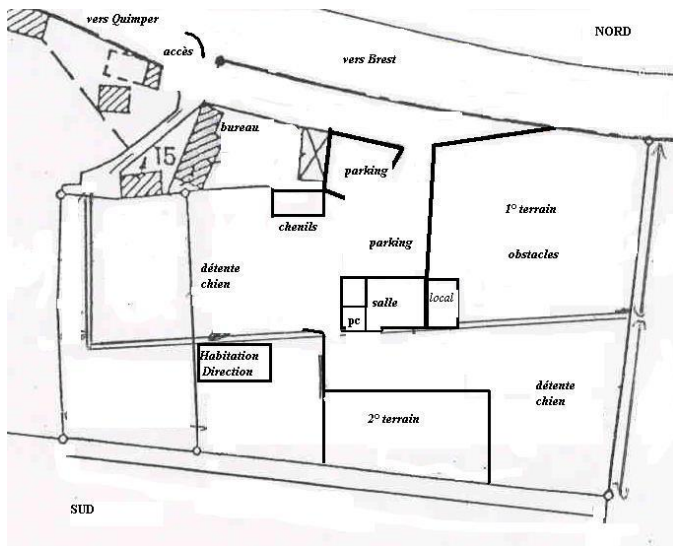 vers Quimper
NORD
accès
vers Brest
bureau
15
parking
chenils
1° terrain
parking
obstacles
détente
chien
salle
local
pc
Habitation
Direction
détente
chien
2° terrain
SUD